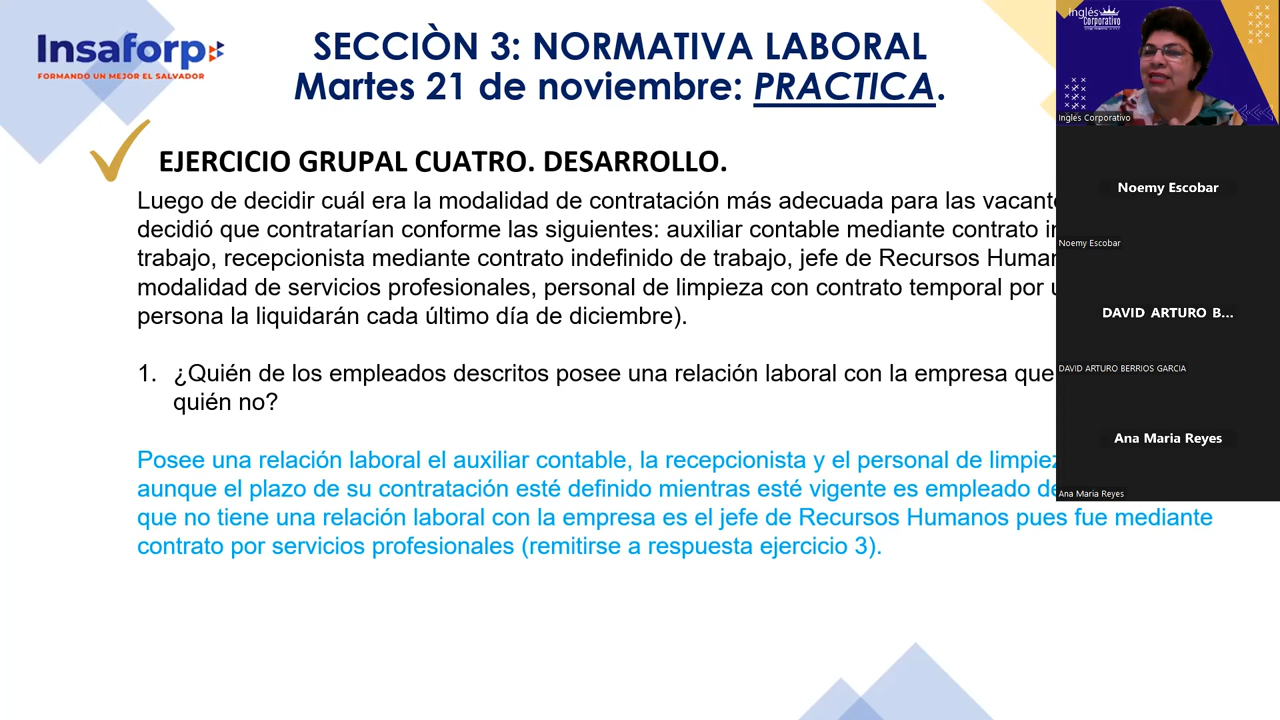 Insaforp
FORMANDO UN MEJOR EL SALVADOR
SECCIÒN 3: NORMATIVA LABORAL
Martes 21 de noviembre: PRACTICA.
EJERCICIO GRUPAL CUATRO. DESARROLLO.
Luego de decidir cuál era la modalidad de contratación más adecuada para las vacant
decidió que contratarían conforme las siguientes: auxiliar contable mediante contrato
trabajo, recepcionista mediante contrato indefinido de trabajo, jefe de Recursos Huma
modalidad de servicios profesionales, personal de limpieza con contrato temporal por
persona la liquidarán cada último día de diciembre).
1. ¿Quién de los empleados descritos posee una relación laboral con la empresa que
quién no?
Posee una relación laboral el auxiliar contable, la recepcionista y el personal de limpiez
aunque el plazo de su contratación esté definido mientras esté vigente es empleado de
que no tiene una relación laboral con la empresa es el jefe de Recursos Humanos pues fue mediante
contrato por servicios profesionales (remitirse a respuesta ejercicio 3).
Inglés
Corporativo
Inglés Corporativo
Noemy Escobar
Noemy Escobar
DAVID ARTURO B...
DAVID ARTURO BERRIOS GARCIA
Ana Maria Reyes
Ana Maria Reyes